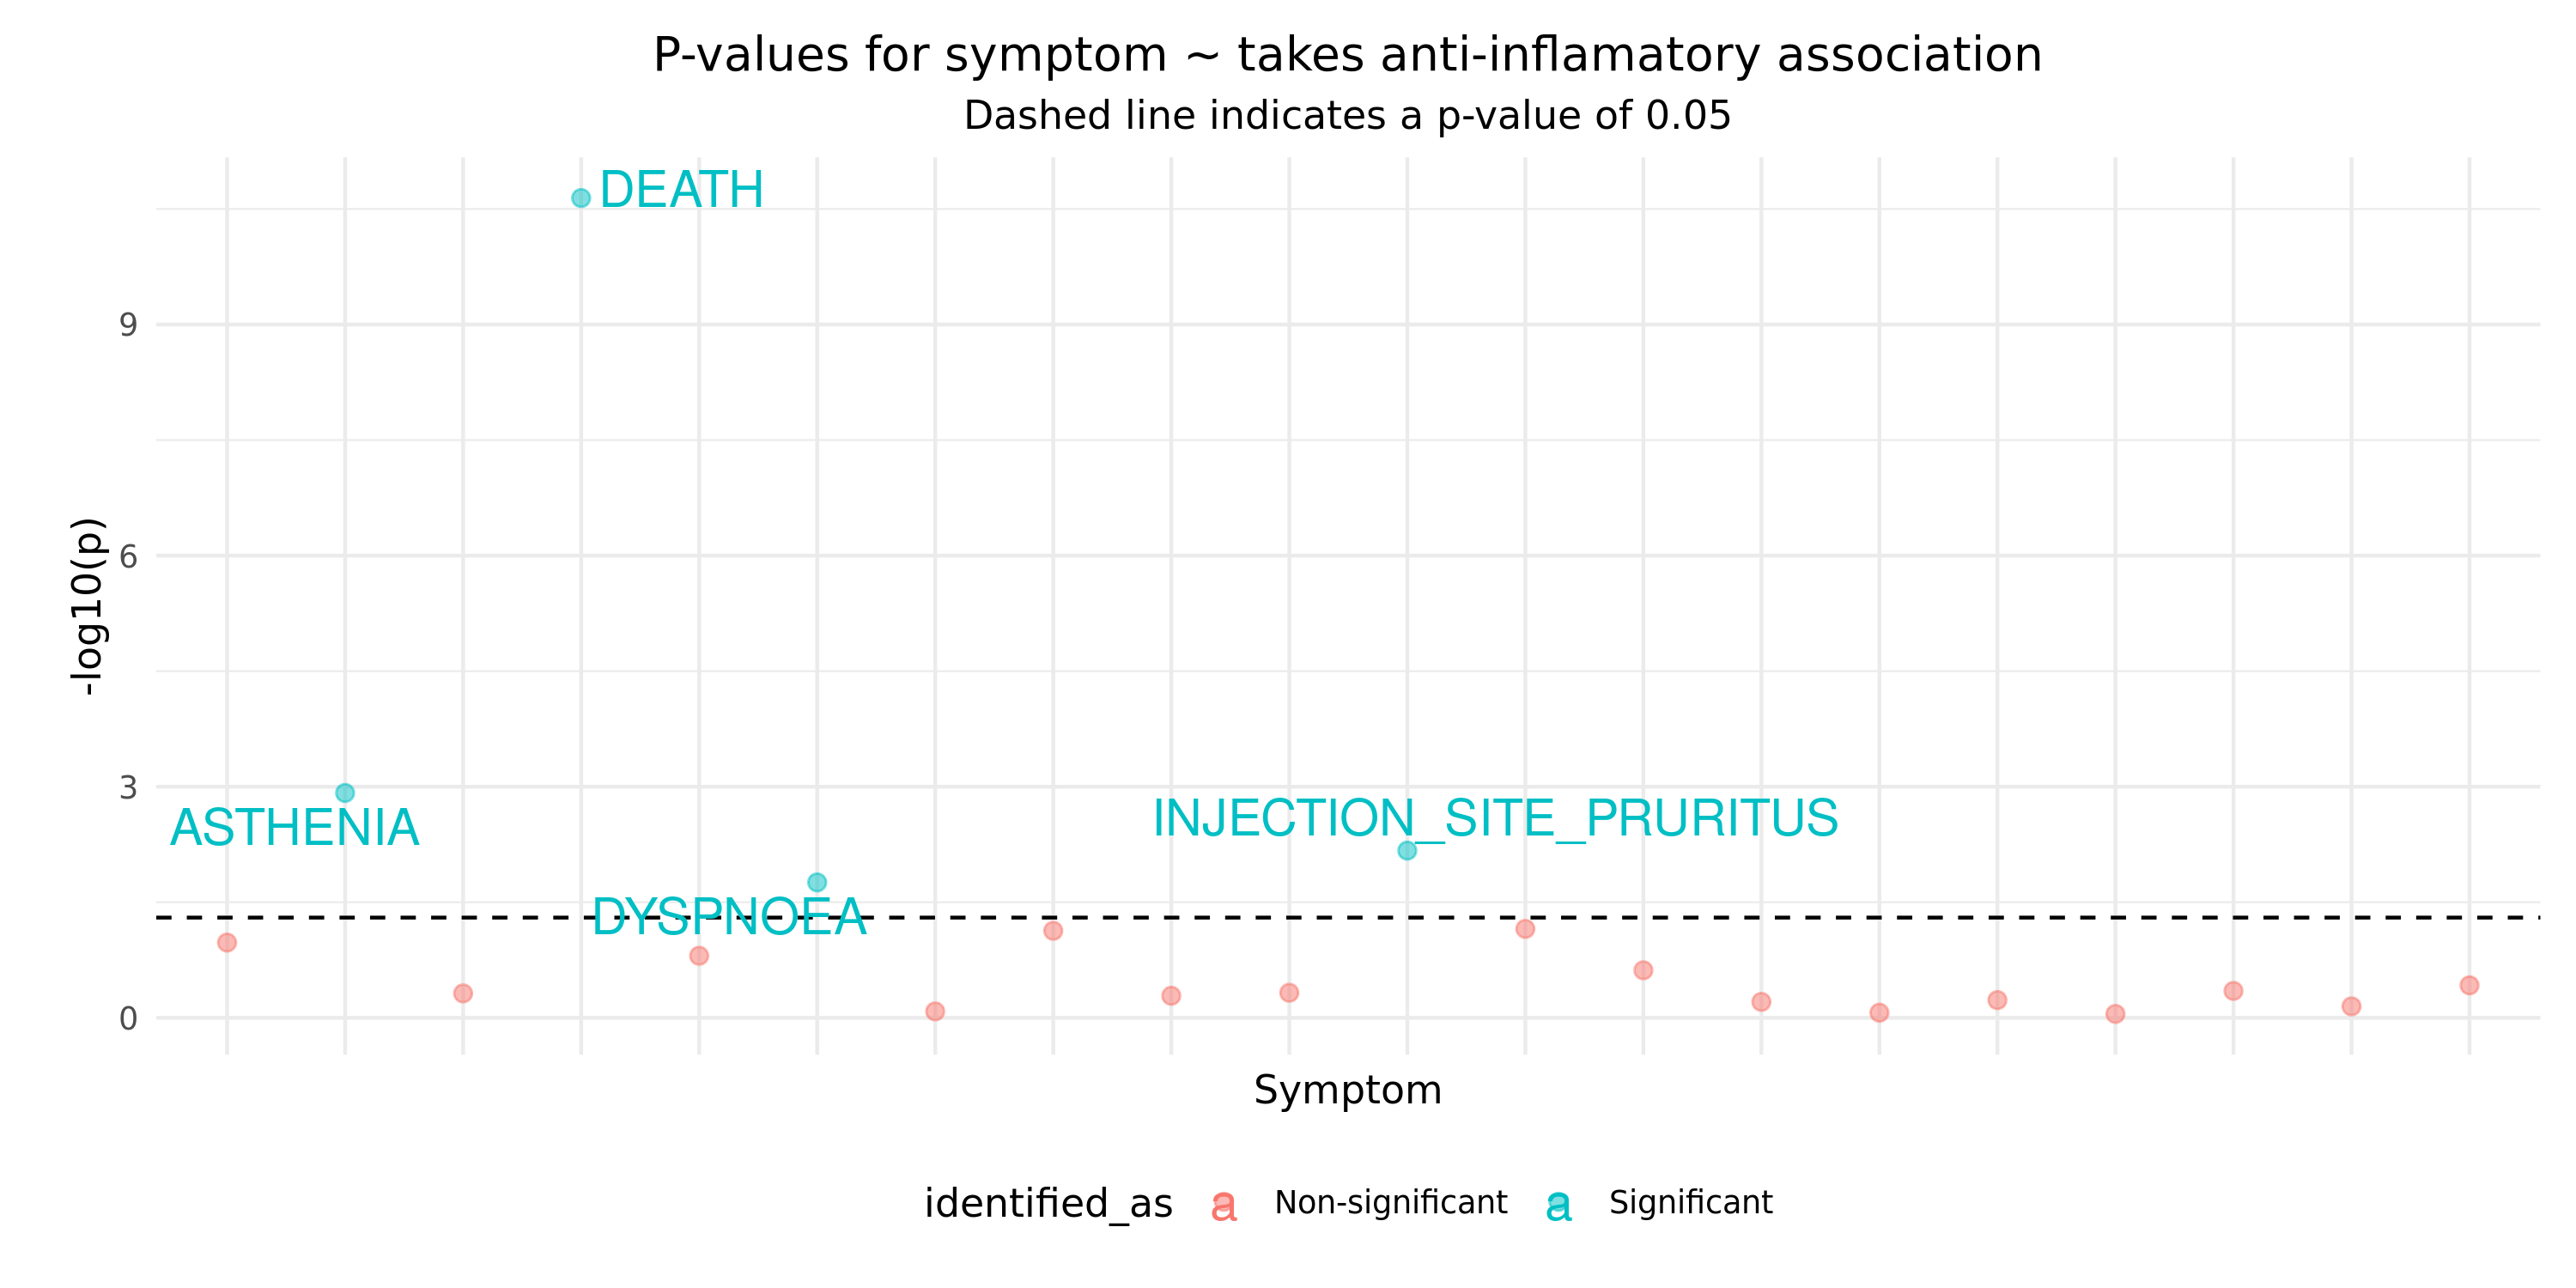 P-values for symptom ~ takes anti-inflamatory association
Dashed line indicates a p-value of 0.05
DEATH
9
-log10(p)
6
3
ASTHENIA
INJECTION_SITE_PRURITUS
DYSPNOEA
0
Symptom
identified_as a Non-significant a Significant